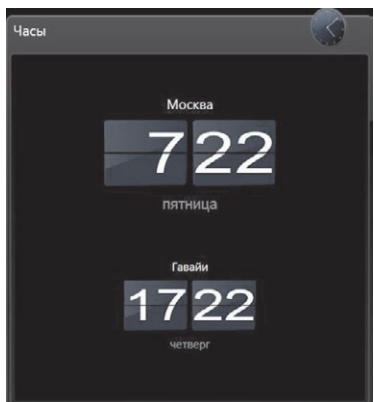 Часы
Москва
7 22
пятница
Гавайи
17 22
четверг